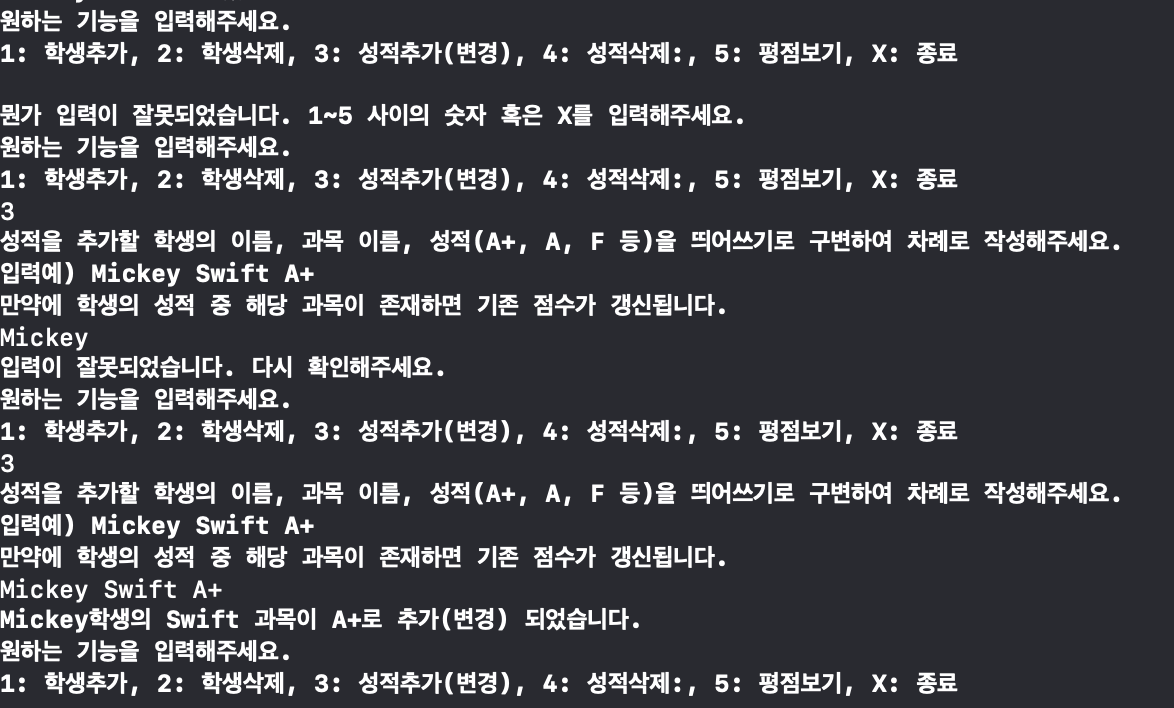 원하는 기능을 입력해주세요.
1: 학생추가, 2: 학생삭제, 3: 성적추가(변경), 4: 성적삭제:, 5: 평점보기, X: 종료
뭔가 입력이 잘못되었습니다. 1~5 사이의 숫자 혹은 X를 입력해주세요.
원하는 기능을 입력해주세요.
1: 학생추가, 2: 학생삭제, 3: 성적추가(변경), 4: 성적삭제:, 5: 평점보기, X: 종료
3
성적을 추가할 학생의 이름, 과목 이름, 성적(A+, A, F 등)을 띄어쓰기로 구변하여 차례로 작성해주세요.
입력예) Mickey Swift A+
만약에 학생의 성적 중 해당 과목이 존재하면 기존 점수가 갱신됩니다.
Mickey
입력이 잘못되었습니다. 다시 확인해주세요.
원하는 기능을 입력해주세요.
1: 학생추가, 2: 학생삭제, 3: 성적추가(변경), 4: 성적삭제:, 5: 평점보기, X: 종료
3
성적을 추가할 학생의 이름, 과목 이름, 성적(A+, A, F 등)을 띄어쓰기로 구변하여 차례로 작성해주세요.
입력예) Mickey Swift A+
만약에 학생의 성적 중 해당 과목이 존재하면 기존 점수가 갱신됩니다.
Mickey Swift A+
Mickey학생의 Swift 과목이 A+로 추가(변경) 되었습니다.
원하는 기능을 입력해주세요.
1: 학생추가, 2: 학생삭제, 3: 성적추가(변경), 4: 성적삭제:, 5: 평점보기, X: 종료